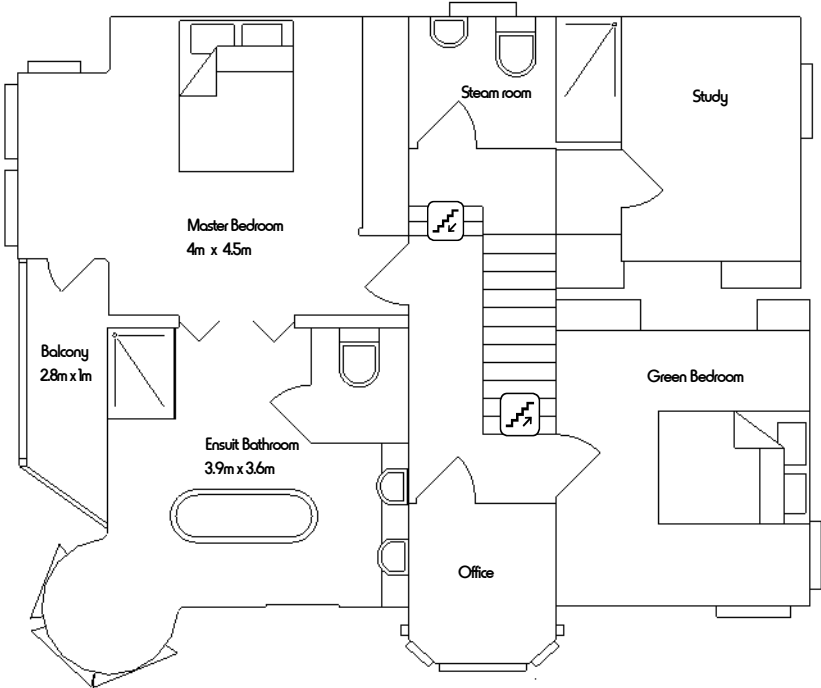 Steam room
Study
Master Bedroom
4m x 4.5m
Balcony
2.8m x 1m
Green Bedroom
Ensuit Bathroom
3.9m x 3.6m
Office